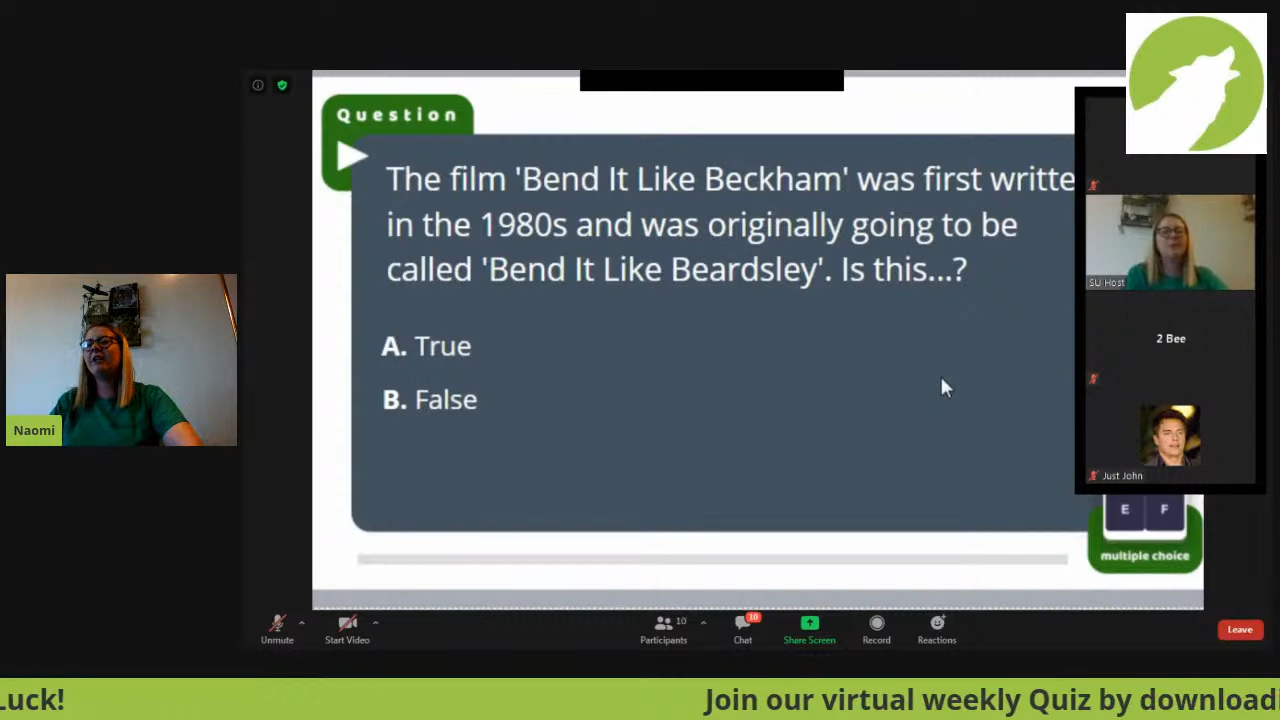 Question
The film 'Bend It Like Beckham' was first writte
in the 1980s and was originally going to be
called 'Bend It Like Beardsley'. Is this...?
A. True
B. False
Naomi
SU Host
2 Bee
Just John
E F
multiple choice
Unmute
Start Video
10
Participants
10
Chat
Share Screen
Record
Reactions
Leave
Luck!
Join our virtual weekly Quiz by downloadi